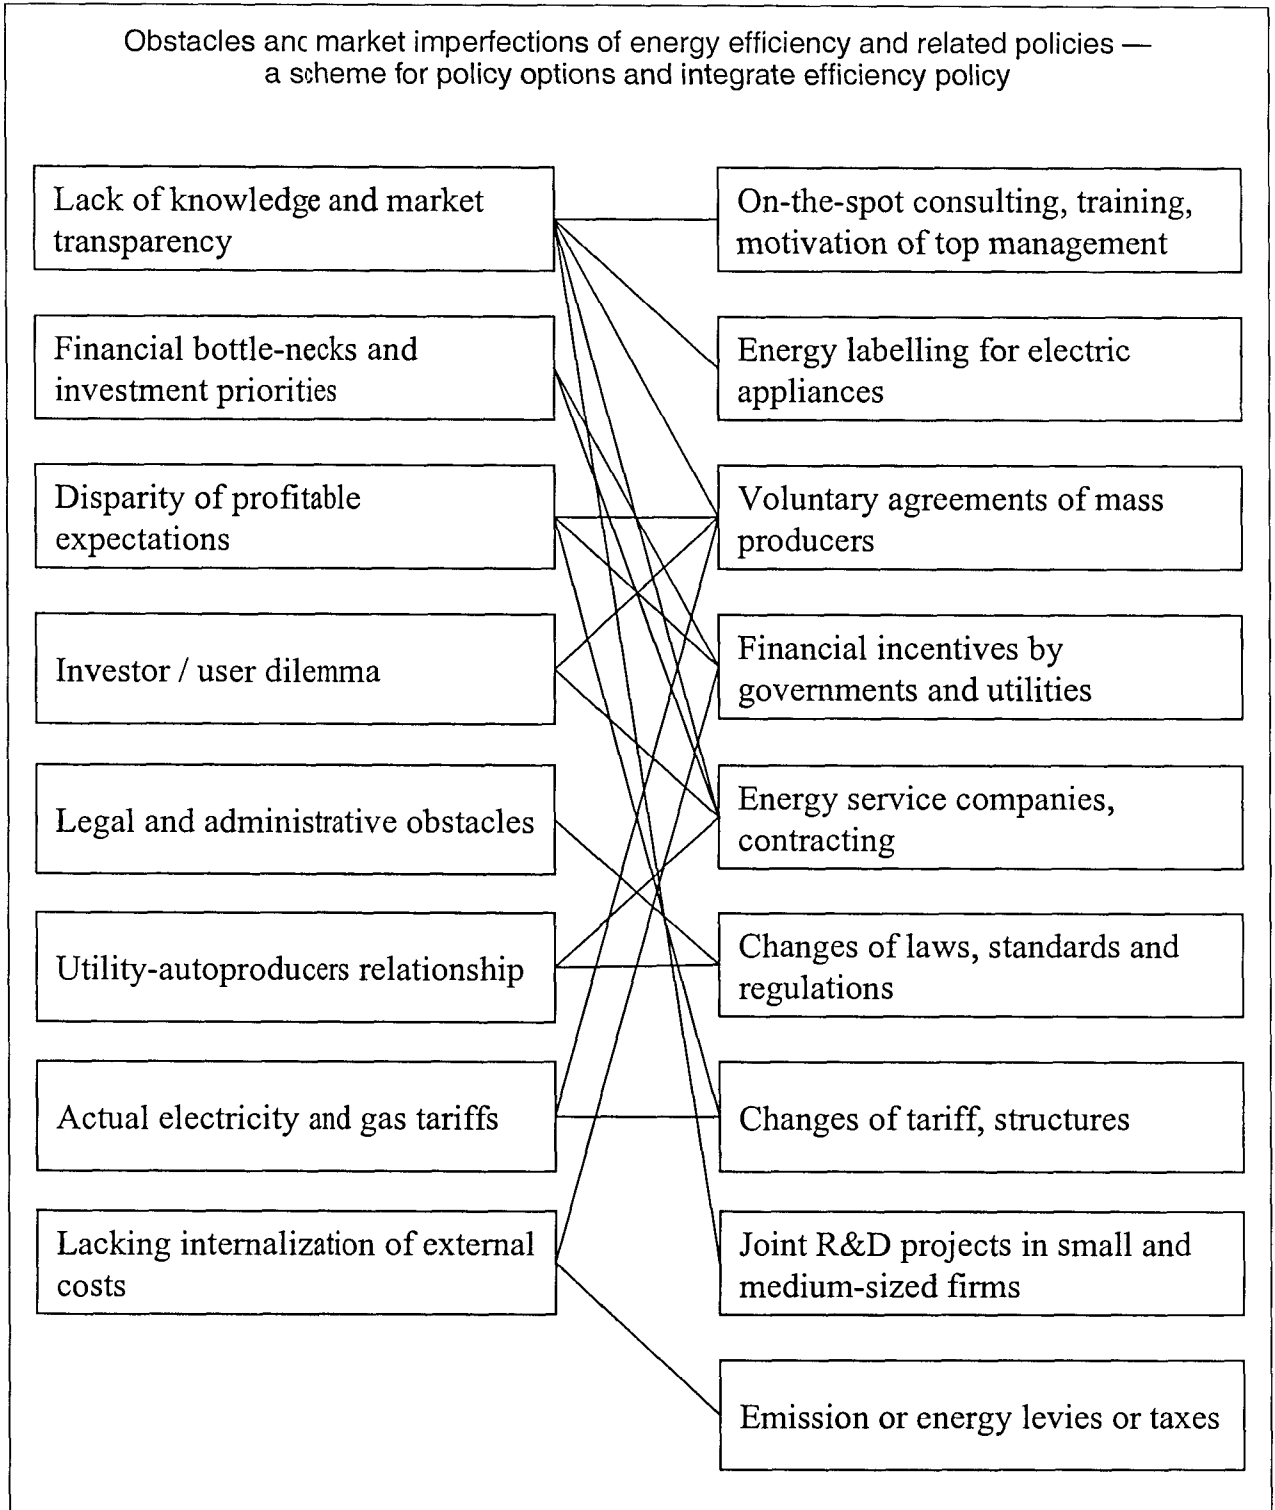 Obstacles and market imperfections of energy efficiency and related policies —
a scheme for policy options and integrate efficiency policy
Lack of knowledge and market
transparency
Financial bottle-necks and
investment priorities
Disparity of profitable
expectations
Investor / user dilemma
Legal and administrative obstacles
Utility-autoproducers relationship
Actual electricity and gas tariffs
Lacking internalization of external
costs
On-the-spot consulting, training,
motivation of top management
Energy labelling for electric
appliances
Voluntary agreements of mass
producers
Financial incentives by
governments and utilities
Energy service companies,
contracting
Changes of laws, standards and
regulations
Changes of tariff, structures
Joint R&D projects in small and
medium-sized firms
Emission or energy levies or taxes